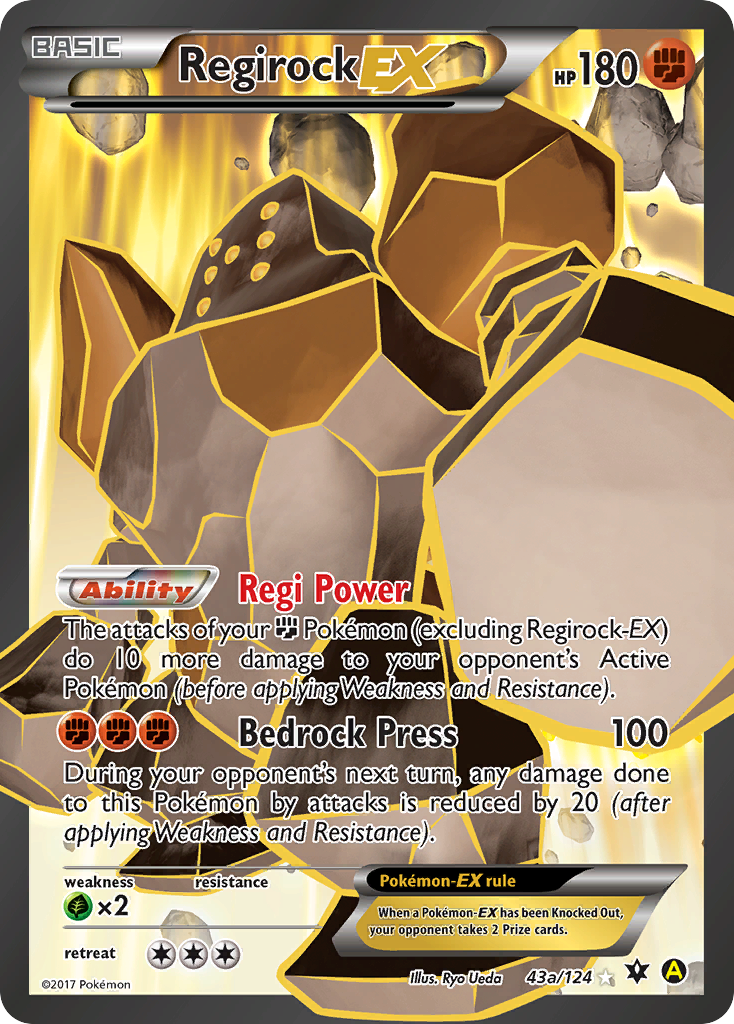 BASIC
Regirock EX
HP180
Ability Regi Power
The attacks of your Pokémon (excluding Regirock-EX)
do 10 more damage to your opponent's Active
Pokémon (before applying Weakness and Resistance).
Bedrock Press 100
During your opponent's next turn, any damage done
to this Pokémon by attacks is reduced by 20 (after
applying Weakness and Resistance).
weakness resistance
×2
retreat
Pokémon-EX rule
When a Pokémon-EX has been Knocked Out,
your opponent takes 2 Prize cards.
©2017 Pokémon
Illus. Ryo Ueda 43a/124 A